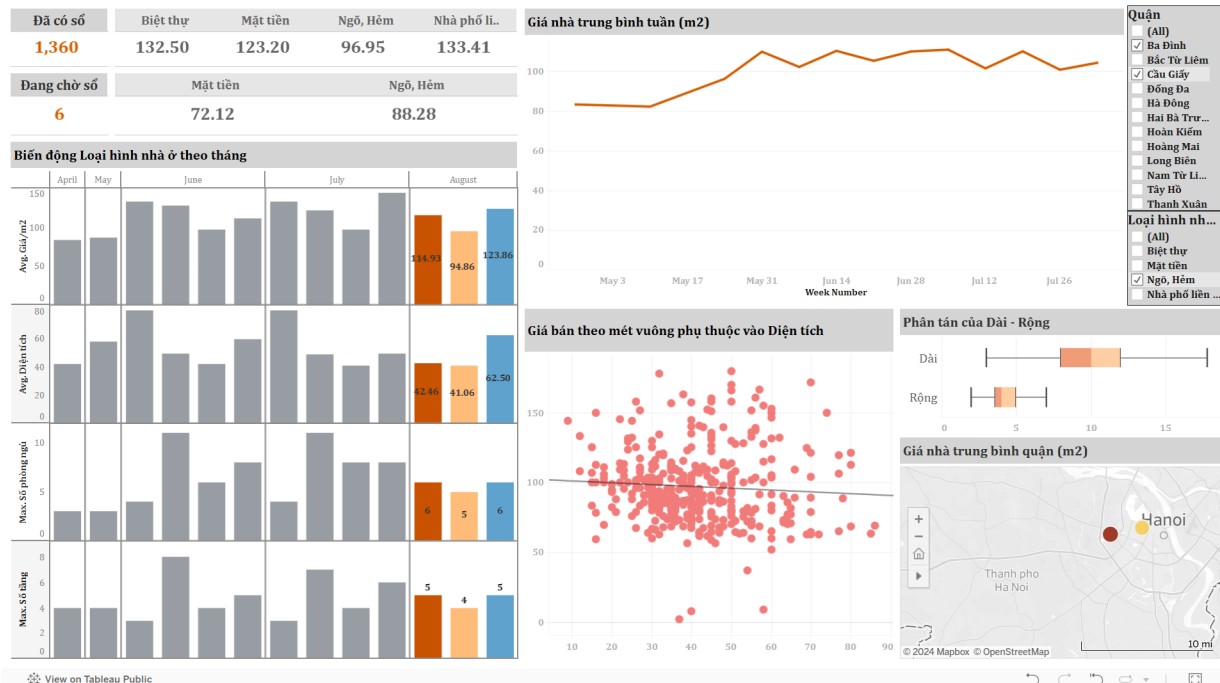 Đã có sổ
1,360
Biệt thự Mặt tiền Ngõ, Hẻm Nhà phố li..
132.50 123.20 96.95 133.41
Đang chờ sổ
6
Mặt tiền Ngõ, Hẻm
72.12 88.28
Biến động Loại hình nhà ở theo tháng
April May June July August
Avg. Giá/m2
150
100
50
0
114.93 94.86 123.86
Avg. Diện tích
80
60
40
20
0
42.46 41.06 62.50
Max. Số phòng ngủ
10
5
0
6 5 6
Max. Số tầng
8
6
4
2
0
5 4 5
Giá nhà trung bình tuần (m2)
100
80
60
40
20
0
May 3 May 17 May 31 Jun 14 Jun 28 Jul 12 Jul 26
Week Number
Quận
(All)
Ba Đình
Bắc Từ Liêm
Cầu Giấy
Đống Đa
Hà Đông
Hai Bà Trư...
Hoàn Kiếm
Hoàng Mai
Long Biên
Nam Từ Li...
Tây Hồ
Thanh Xuân
Loại hình nh...
(All)
Biệt thự
Mặt tiền
Ngõ, Hẻm
Nhà phố liền ...
Giá bán theo mét vuông phụ thuộc vào Diện tích
150
100
50
0
10 20 30 40 50 60 70 80 90
Phân tán của Dài - Rộng
Dài
Rộng
0 5 10 15
Giá nhà trung bình quận (m2)
Hanoi
Thanh pho
Ha Noi
10 mi
© 2024 Mapbox © OpenStreetMap
View on Tableau Public